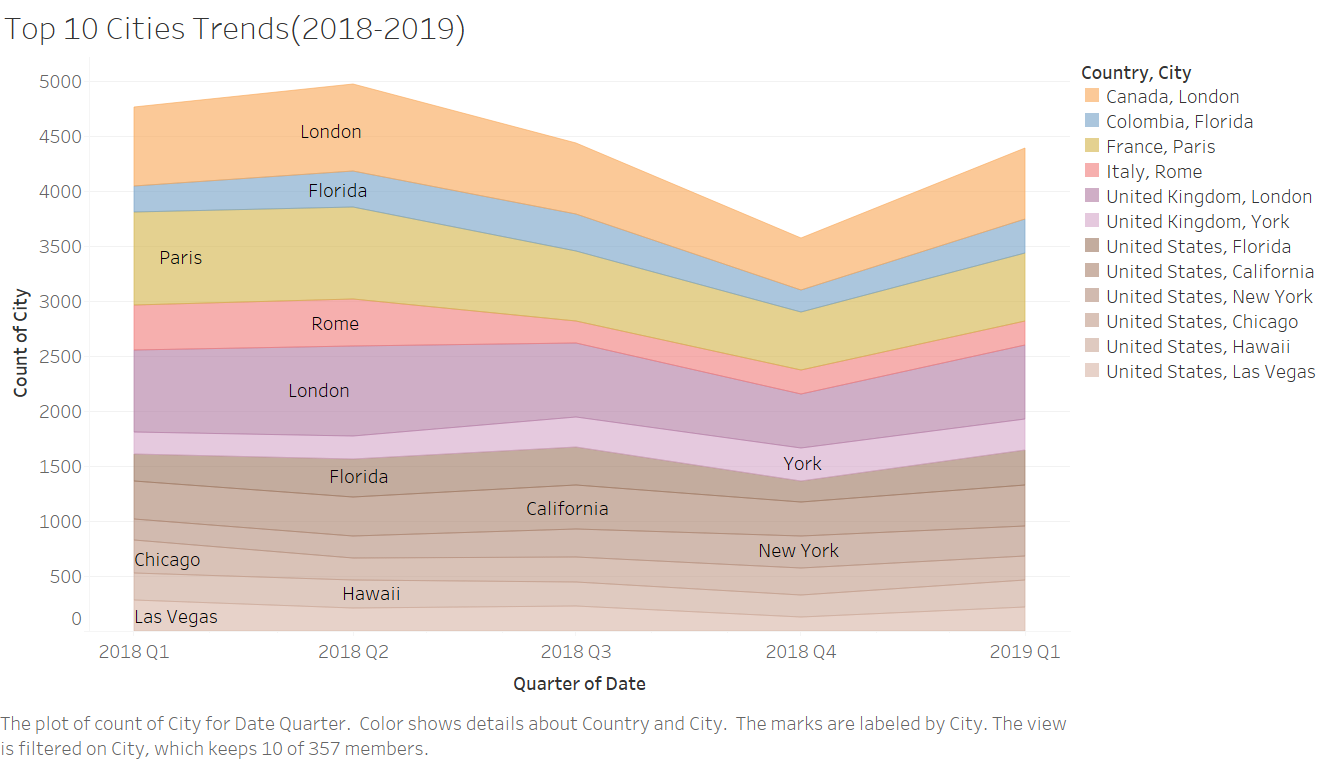 Top 10 Cities Trends(2018-2019)
Country, City
Canada, London
Colombia, Florida
France, Paris
Italy, Rome
United Kingdom, London
United Kingdom, York
United States, Florida
United States, California
United States, New York
United States, Chicago
United States, Hawaii
United States, Las Vegas
Count of City
5000
4500
4000
3500
3000
2500
2000
1500
1000
500
0
London
Florida
Paris
Rome
London
York
Florida
California
New York
Chicago
Hawaii
Las Vegas
2018 Q1 2018 Q2 2018 Q3 2018 Q4 2019 Q1
Quarter of Date
The plot of count of City for Date Quarter.  Color shows details about Country and City.  The marks are labeled by City. The view
is filtered on City, which keeps 10 of 357 members.